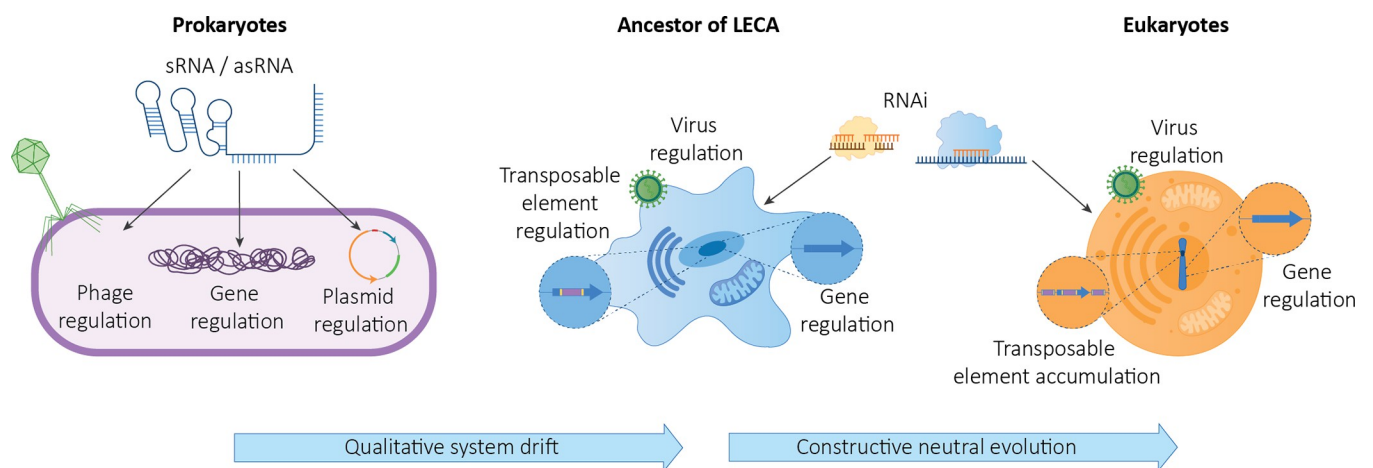 Prokaryotes
sRNA / asRNA
Phage
regulation
Gene
regulation
Plasmid
regulation
Ancestor of LECA
Virus
regulation
Transposable
element
regulation
Gene
regulation
RNAi
Eukaryotes
Virus
regulation
Gene
regulation
Transposable
element accumulation
Qualitative system drift
Constructive neutral evolution